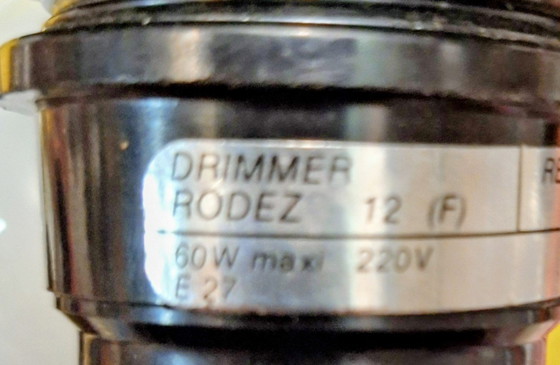 DRIMMER
RODEZ 12 (F)
60W maxi 220V
E 27